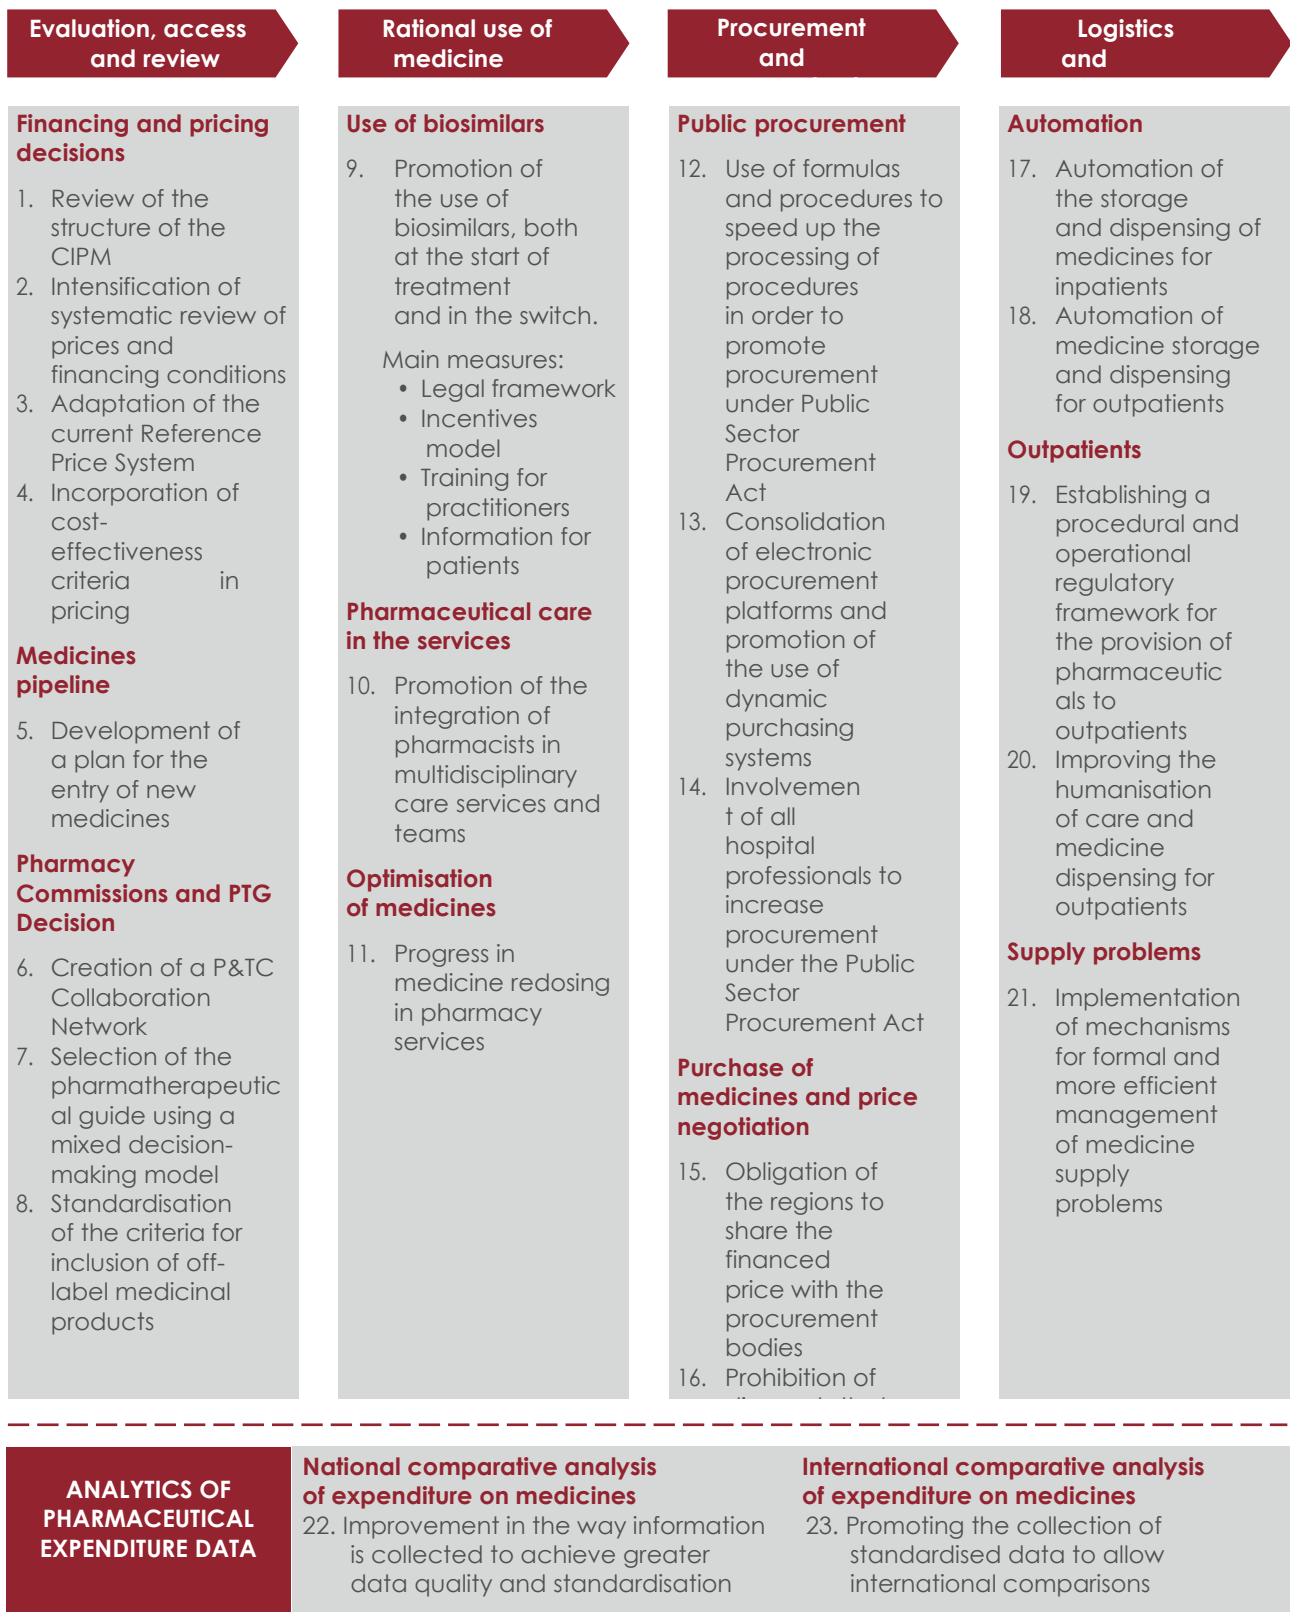 Evaluation, access
and review
Financing and pricing
decisions
1. Review of the
structure of the
CIPM
2. Intensification of
systematic review of
prices and
financing conditions
3. Adaptation of the
current Reference
Price System
4. Incorporation of
cost-
effectiveness
criteria in
pricing
Medicines
pipeline
5. Development of
a plan for the
entry of new
medicines
Pharmacy
Commissions and PTG
Decision
6. Creation of a P&TC
Collaboration
Network
7. Selection of the
pharmatherapeutic
al guide using a
mixed decision-
making model
8. Standardisation
of the criteria for
inclusion of off-
label medicinal
products
Rational use of
medicine
Use of biosimilars
9. Promotion of
the use of
biosimilars, both
at the start of
treatment
and in the switch.
Main measures:
• Legal framework
• Incentives
model
• Training for
practitioners
• Information for
patients
Pharmaceutical care
in the services
10. Promotion of the
integration of
pharmacists in
multidisciplinary
care services and
teams
Optimisation
of medicines
11. Progress in
medicine redosing
in pharmacy
services
Procurement
and
Public procurement
12. Use of formulas
and procedures to
speed up the
processing of
procedures
in order to
promote
procurement
under Public
Sector
Procurement
Act
13. Consolidation
of electronic
procurement
platforms and
promotion of
the use of
dynamic
purchasing
systems
14. Involvemen
t of all
hospital
professionals to
increase
procurement
under the Public
Sector
Procurement Act
Purchase of
medicines and price
negotiation
15. Obligation of
the regions to
share the
financed
price with the
procurement
bodies
16. Prohibition of
Logistics
and
Automation
17. Automation of
the storage
and dispensing of
medicines for
inpatients
18. Automation of
medicine storage
and dispensing
for outpatients
Outpatients
19. Establishing a
procedural and
operational
regulatory
framework for
the provision of
pharmaceutic
als to
outpatients
20. Improving the
humanisation
of care and
medicine
dispensing for
outpatients
Supply problems
21. Implementation
of mechanisms
for formal and
more efficient
management
of medicine
supply
problems
ANALYTICS OF
PHARMACEUTICAL
EXPENDITURE DATA
National comparative analysis
of expenditure on medicines
22. Improvement in the way information
is collected to achieve greater
data quality and standardisation
International comparative analysis
of expenditure on medicines
23. Promoting the collection of
standardised data to allow
international comparisons